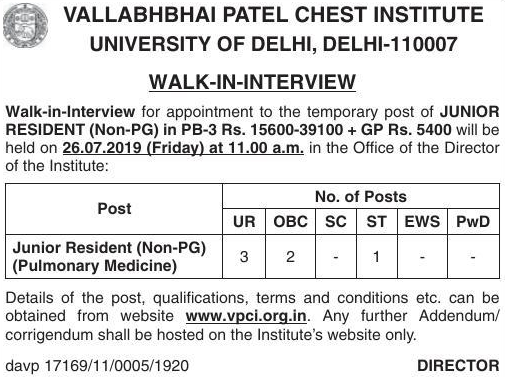 VALLABHBHAI PATEL CHEST INSTITUTE
UNIVERSITY OF DELHI, DELHI-110007
WALK-IN-INTERVIEW
Walk-in-Interview for appointment to the temporary post of JUNIOR
RESIDENT (Non-PG) in PB-3 Rs. 15600-39100 + GP Rs. 5400 will be
held on 26.07.2019 (Friday) at 11.00 a.m. in the Office of the Director
of the Institute:
Post No. of Posts
UR OBC SC ST EWS PwD
Junior Resident (Non-PG) 3 2 - 1 - -
(Pulmonary Medicine)
Details of the post, qualifications, terms and conditions etc. can be
obtained from website www.vpci.org.in. Any further Addendum/
corrigendum shall be hosted on the Institute's website only.
davp 17169/11/0005/1920 DIRECTOR